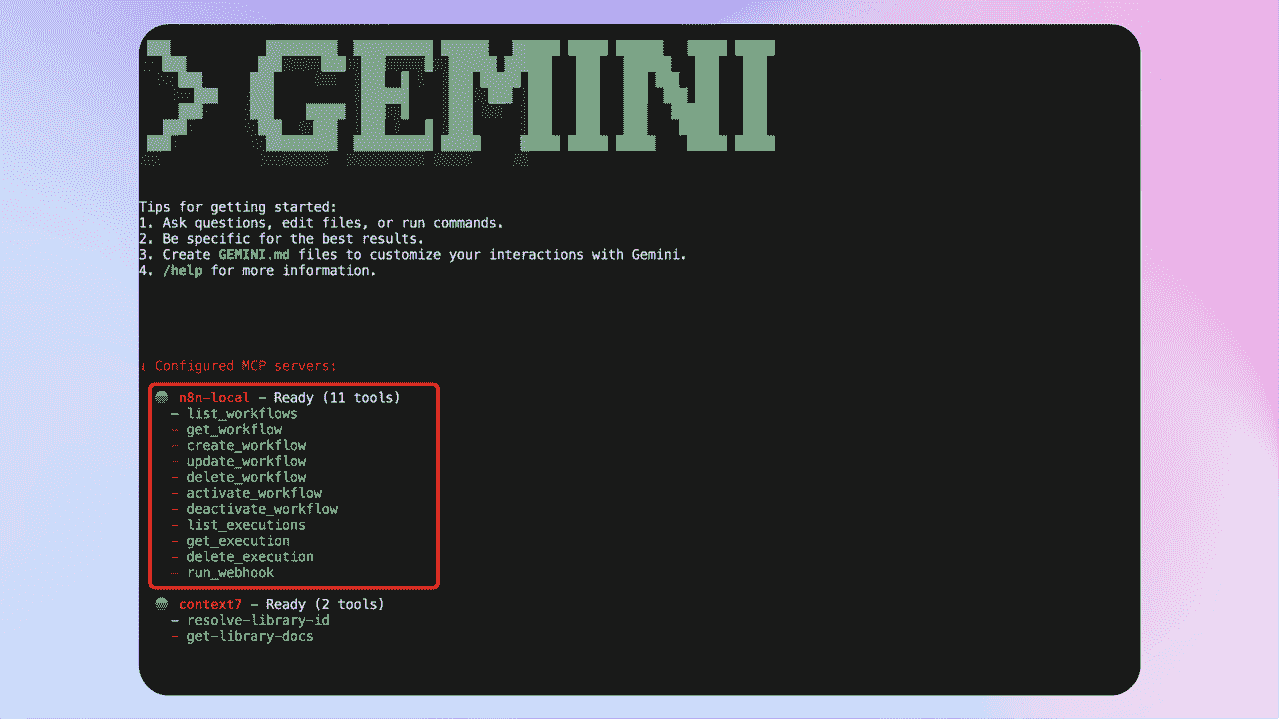 > GEMINI
Tips for getting started:
1. Ask questions, edit files, or run commands.
2. Be specific for the best results.
3. Create GEMINI.md files to customize your interactions with Gemini.
4. /help for more information.
Configured MCP servers:
n8n-local - Ready (11 tools)
- list_workflows
- get_workflow
- create_workflow
- update_workflow
- delete_workflow
- activate_workflow
- deactivate_workflow
- list_executions
- get_execution
- delete_execution
- run_webhook
context7 - Ready (2 tools)
- resolve-library-id
- get-library-docs